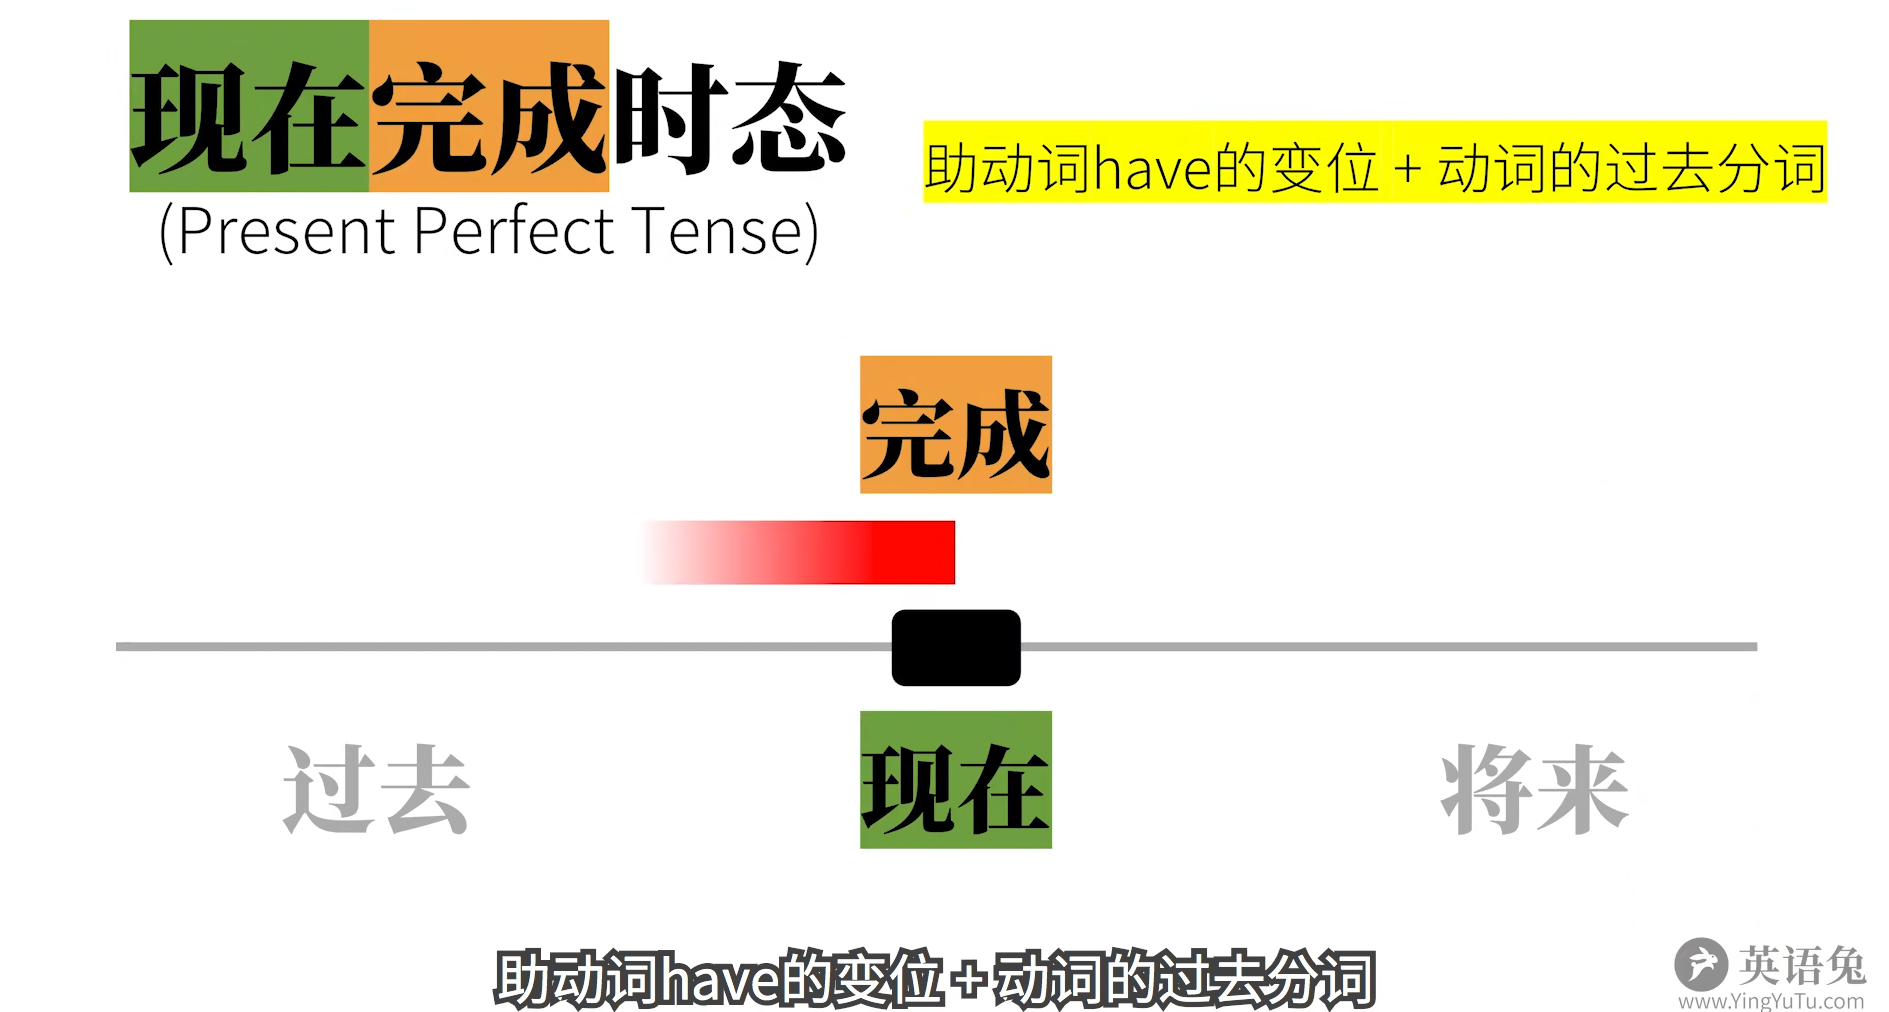 现在完成时态
(Present Perfect Tense)
助动词have的变位 + 动词的过去分词
完成
过去
现在
将来
助动词have的变位 + 动词的过去分词
英语兔
www.YingYuTu.com